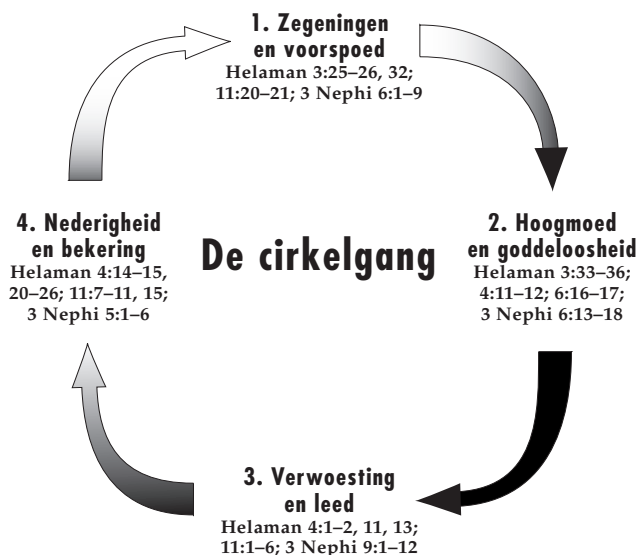 1. Zegeningen
en voorspoed
Helaman 3:25–26, 32;
11:20–21; 3 Nephi 6:1–9
2. Hoogmoed
en goddeloosheid
Helaman 3:33–36;
4:11–12; 6:16–17;
3 Nephi 6:13–18
De cirkelgang
3. Verwoesting
en leed
Helaman 4:1–2, 11, 13;
11:1–6; 3 Nephi 9:1–12
4. Nederigheid
en bekering
Helaman 4:14–15,
20–26; 11:7–11, 15;
3 Nephi 5:1–6